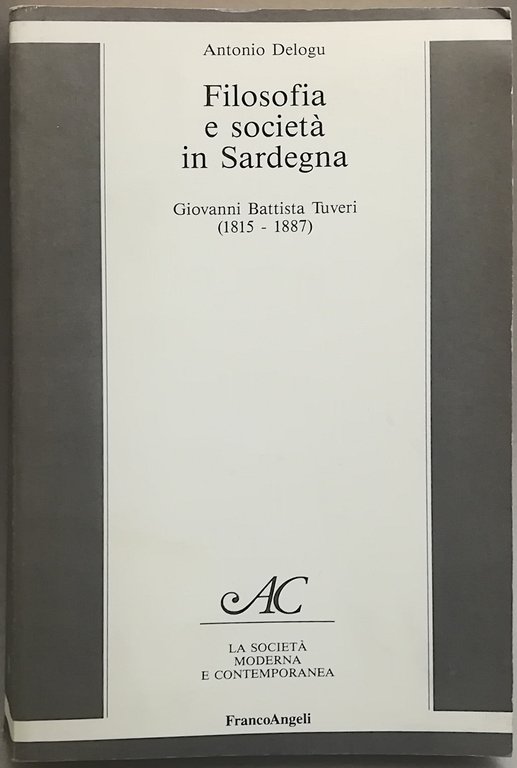 Antonio Delogu
Filosofia
e società
in Sardegna
Giovanni Battista Tuveri
(1815 - 1887)
AC
LA SOCIETÀ
MODERNA
E CONTEMPORANEA
FrancoAngeli